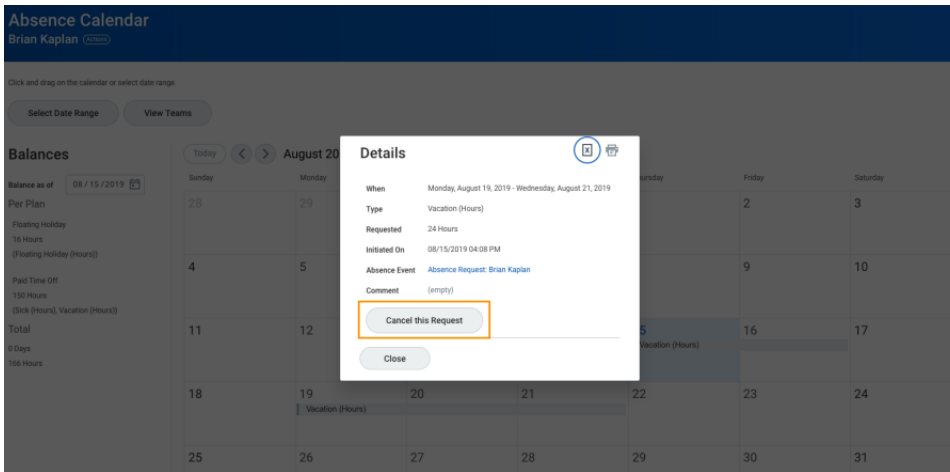 Absence Calendar
Brian Kaplan Actions
Click and drag on the calendar or select date range.
Select Date Range View Teams
Balances
Balance as of 08/15/2019
Per Plan
Floating Holiday
16 Hours
(Floating Holiday (Hours))
Paid Time Off
150 Hours
(Sick (Hours), Vacation (Hours))
Total
0 Days
166 Hours
Today August 20
Sunday Monday Friday Saturday
28 29 2 3
4 5 9 10
11 12 5 16 17
Vacation (Hours)
18 19 20 21 22 23 24
Vacation (Hours)
25 26 27 28 29 30 31
Details
When Monday, August 19, 2019 - Wednesday, August 21, 2019
Type Vacation (Hours)
Requested 24 Hours
Initiated On 08/15/2019 04:08 PM
Absence Event Absence Request: Brian Kaplan
Comment (empty)
Cancel this Request
Close